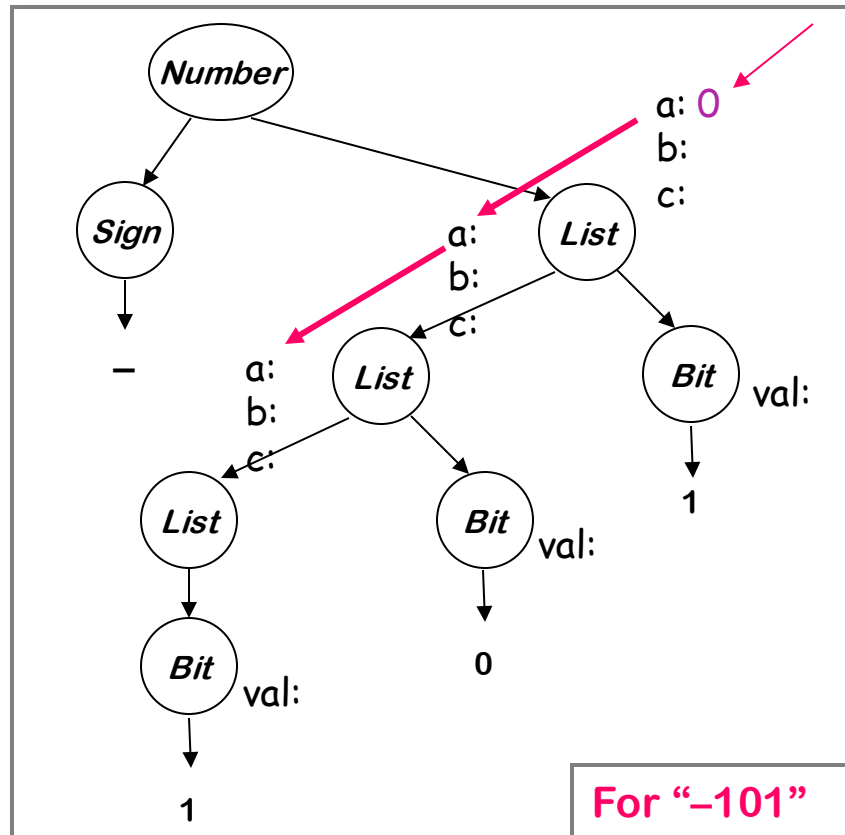 Number
a: 0
b:
c:
Sign
a:
b:
c:
List
–
a:
b:
c:
List
Bit
val:
1
List
Bit
val:
0
Bit
val:
1
For “–101”